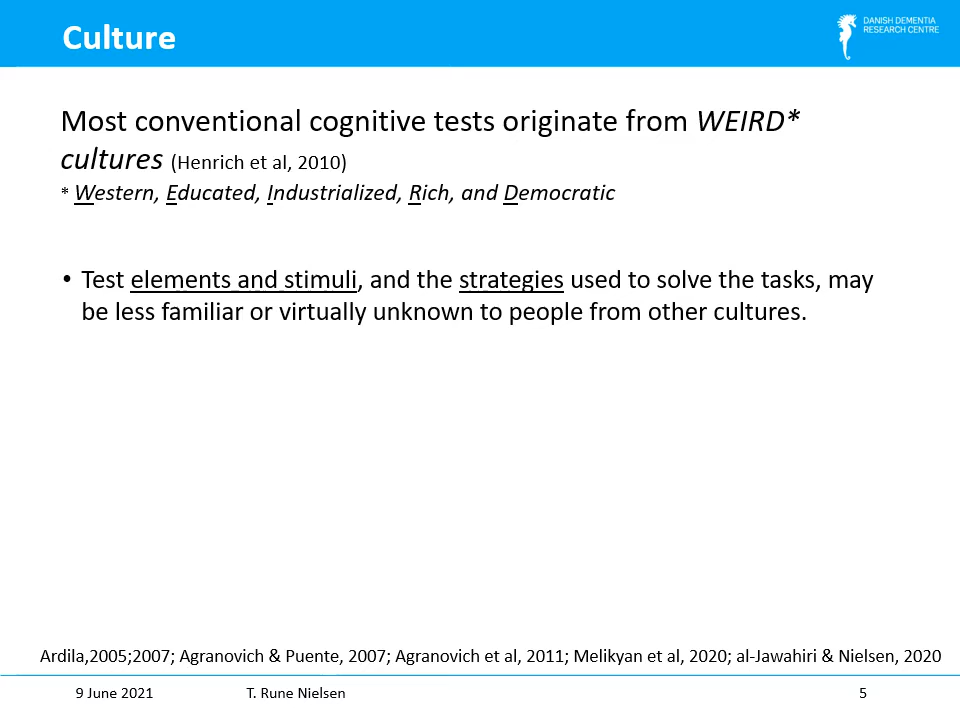 Culture
DANISH DEMENTIA
RESEARCH CENTRE
Most conventional cognitive tests originate from WEIRD*
cultures (Henrich et al, 2010)
* Western, Educated, Industrialized, Rich, and Democratic
• Test elements and stimuli, and the strategies used to solve the tasks, may
be less familiar or virtually unknown to people from other cultures.
Ardila,2005;2007; Agranovich & Puente, 2007; Agranovich et al, 2011; Melikyan et al, 2020; al-Jawahiri & Nielsen, 2020
9 June 2021 T. Rune Nielsen 5